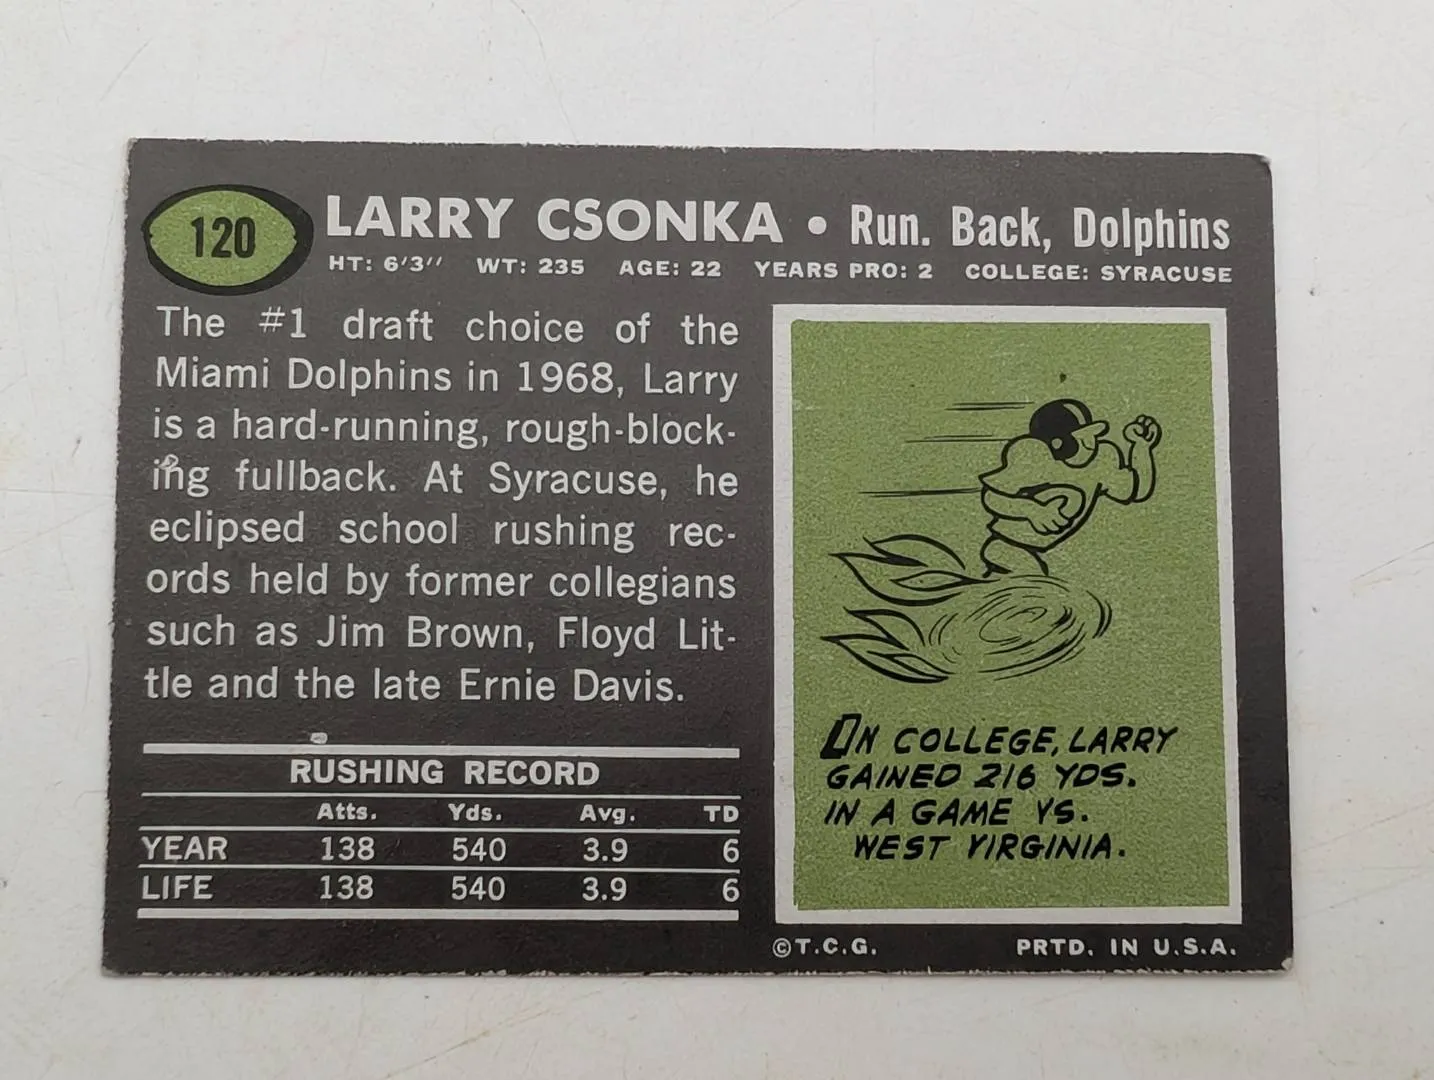 120
LARRY CSONKA • Run. Back, Dolphins
HT: 6'3'' WT: 235 AGE: 22 YEARS PRO: 2 COLLEGE: SYRACUSE
The #1 draft choice of the
Miami Dolphins in 1968, Larry
is a hard-running, rough-block-
ing fullback. At Syracuse, he
eclipsed school rushing rec-
ords held by former collegians
such as Jim Brown, Floyd Lit-
tle and the late Ernie Davis.
RUSHING RECORD
Atts. Yds. Avg. TD
YEAR 138 540 3.9 6
LIFE 138 540 3.9 6
IN COLLEGE, LARRY
GAINED 216 YDS.
IN A GAME VS.
WEST VIRGINIA.
©T.C.G. PRTD. IN U.S.A.